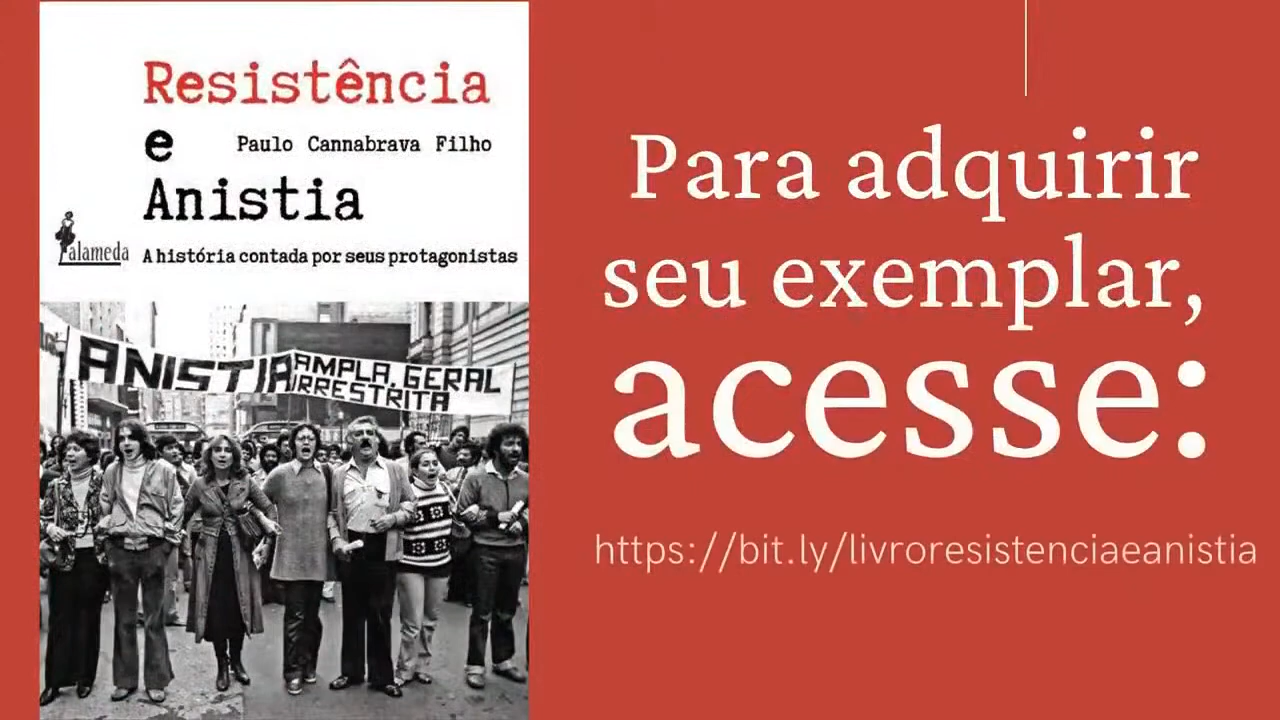 Resistência
e
Paulo Cannabrava Filho
Anistia
alameda
A história contada por seus protagonistas
ANISTIA AMPLA, GERAL
IRRESTRITA
Para adquirir
seu exemplar,
acesse:
https://bit.ly/livroresistenciaeanistia